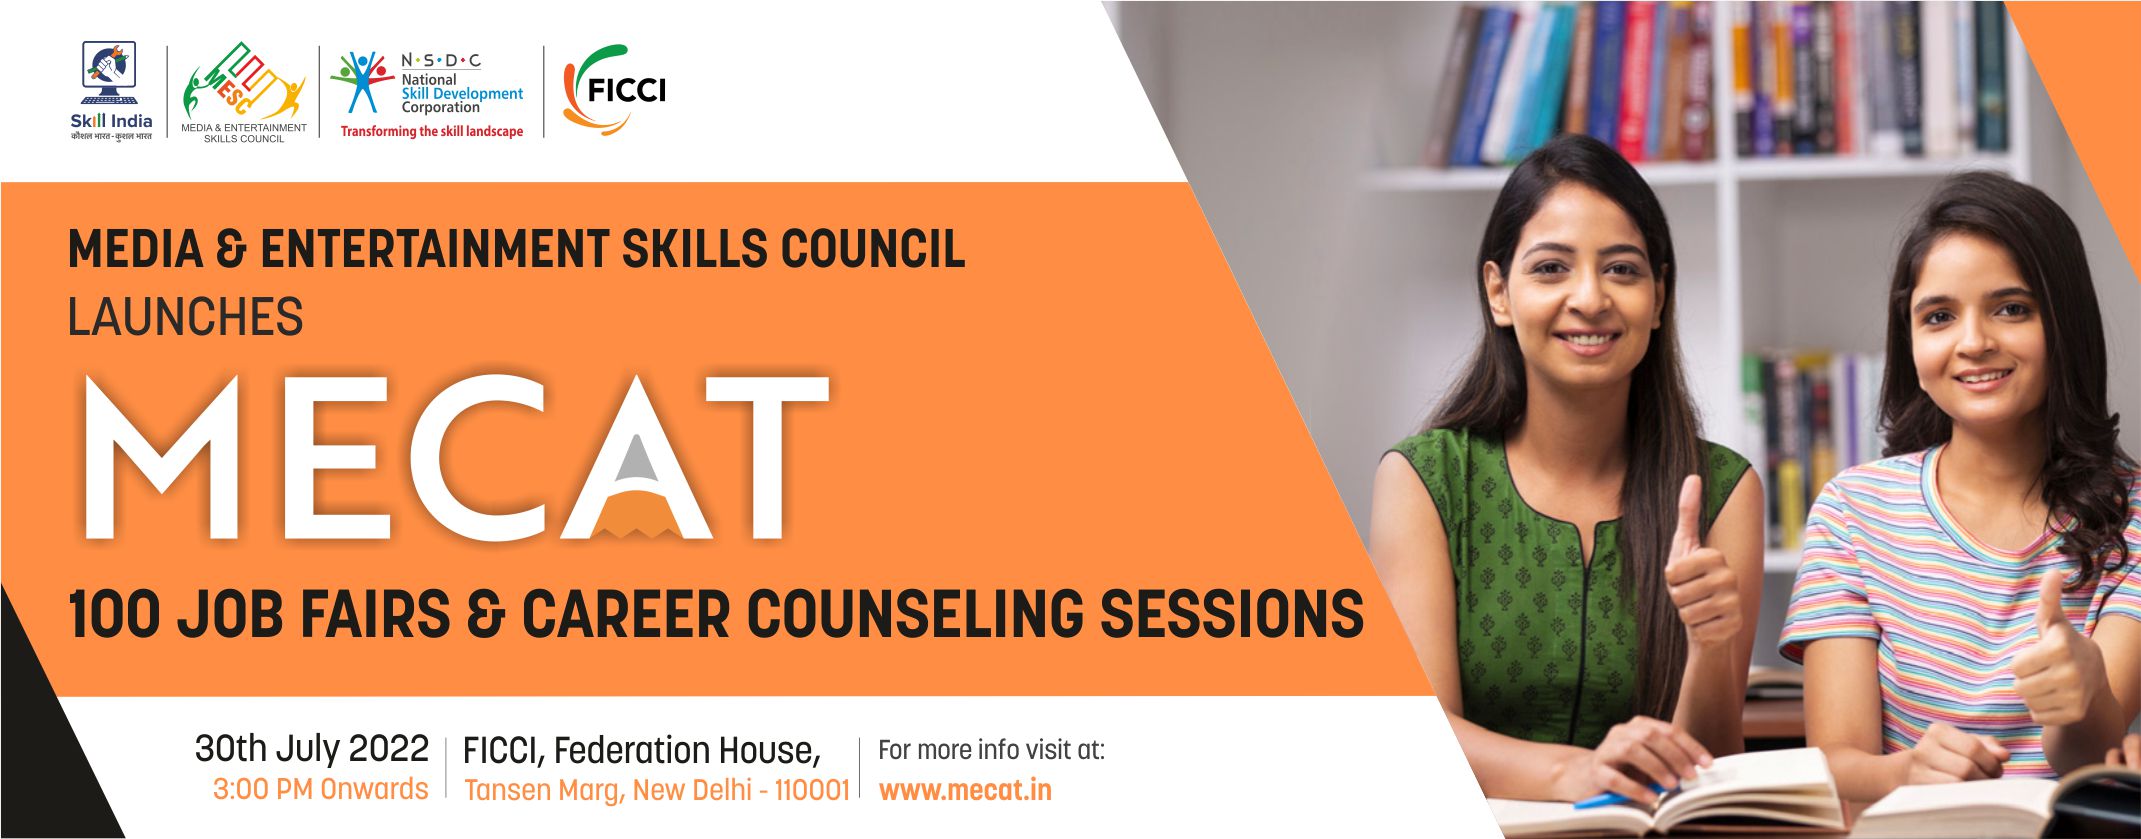 Skill India
कौशल भारत - कुशल भारत
MESC
MEDIA & ENTERTAINMENT
SKILLS COUNCIL
N·S·D·C
National
Skill Development
Corporation
Transforming the skill landscape
FICCI
MEDIA & ENTERTAINMENT SKILLS COUNCIL
LAUNCHES
MECAT
100 JOB FAIRS & CAREER COUNSELING SESSIONS
30th July 2022
3:00 PM Onwards
FICCI, Federation House,
Tansen Marg, New Delhi - 110001
For more info visit at:
www.mecat.in